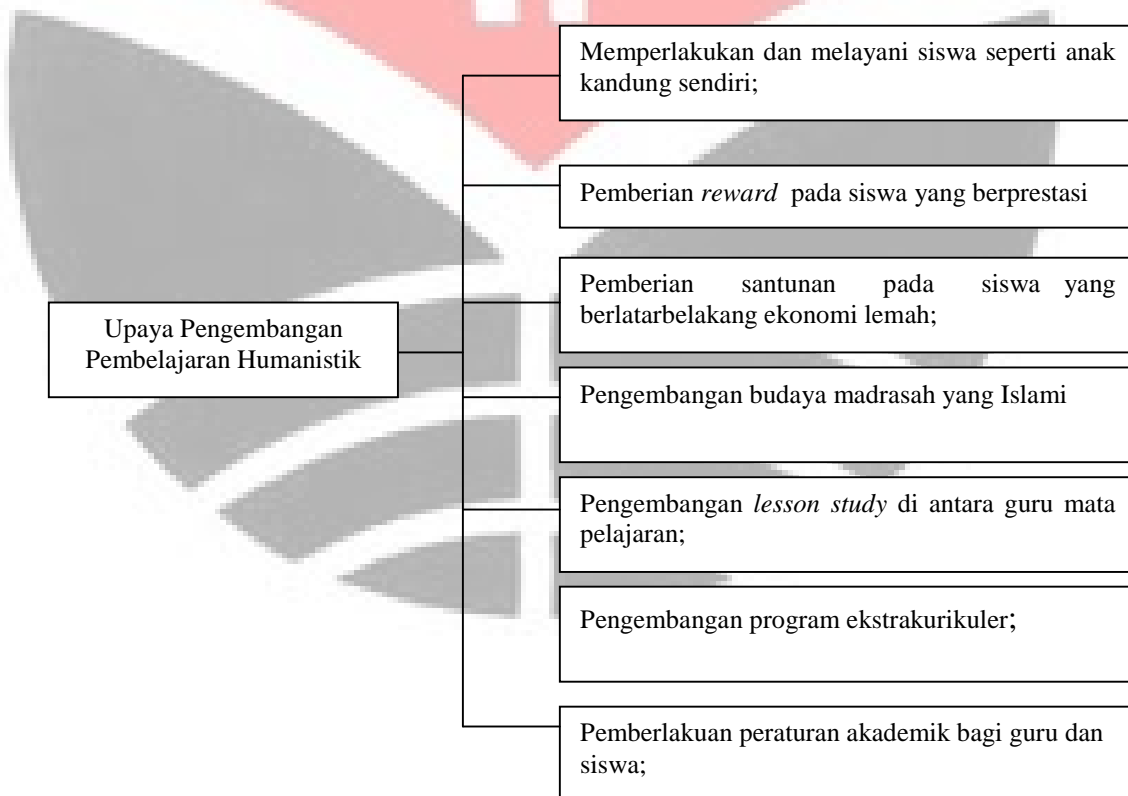 Memperlakukan dan melayani siswa seperti anak
kandung sendiri;
Pemberian reward pada siswa yang berprestasi
Pemberian santunan pada siswa yang
berlatarbelakang ekonomi lemah;
Upaya Pengembangan
Pembelajaran Humanistik
Pengembangan budaya madrasah yang Islami
Pengembangan lesson study di antara guru mata
pelajaran;
Pengembangan program ekstrakurikuler;
Pemberlakuan peraturan akademik bagi guru dan
siswa;